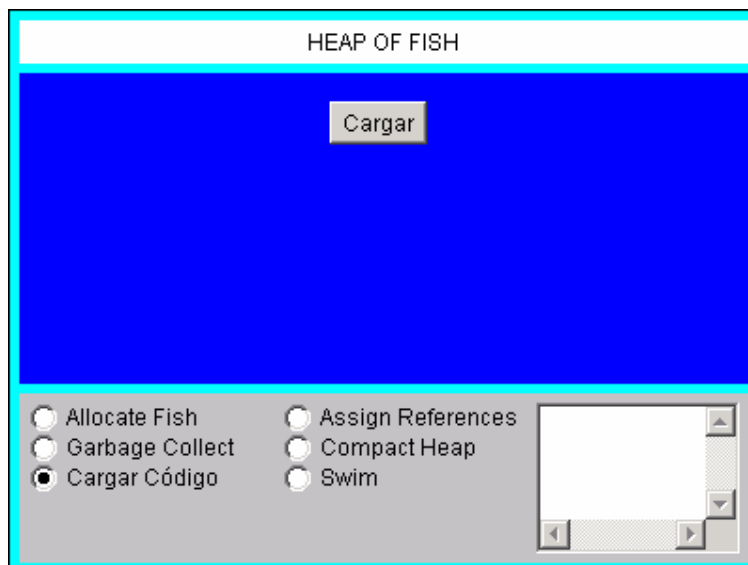 HEAP OF FISH
Cargar
Allocate Fish
Assign References
Garbage Collect
Compact Heap
Cargar Código
Swim